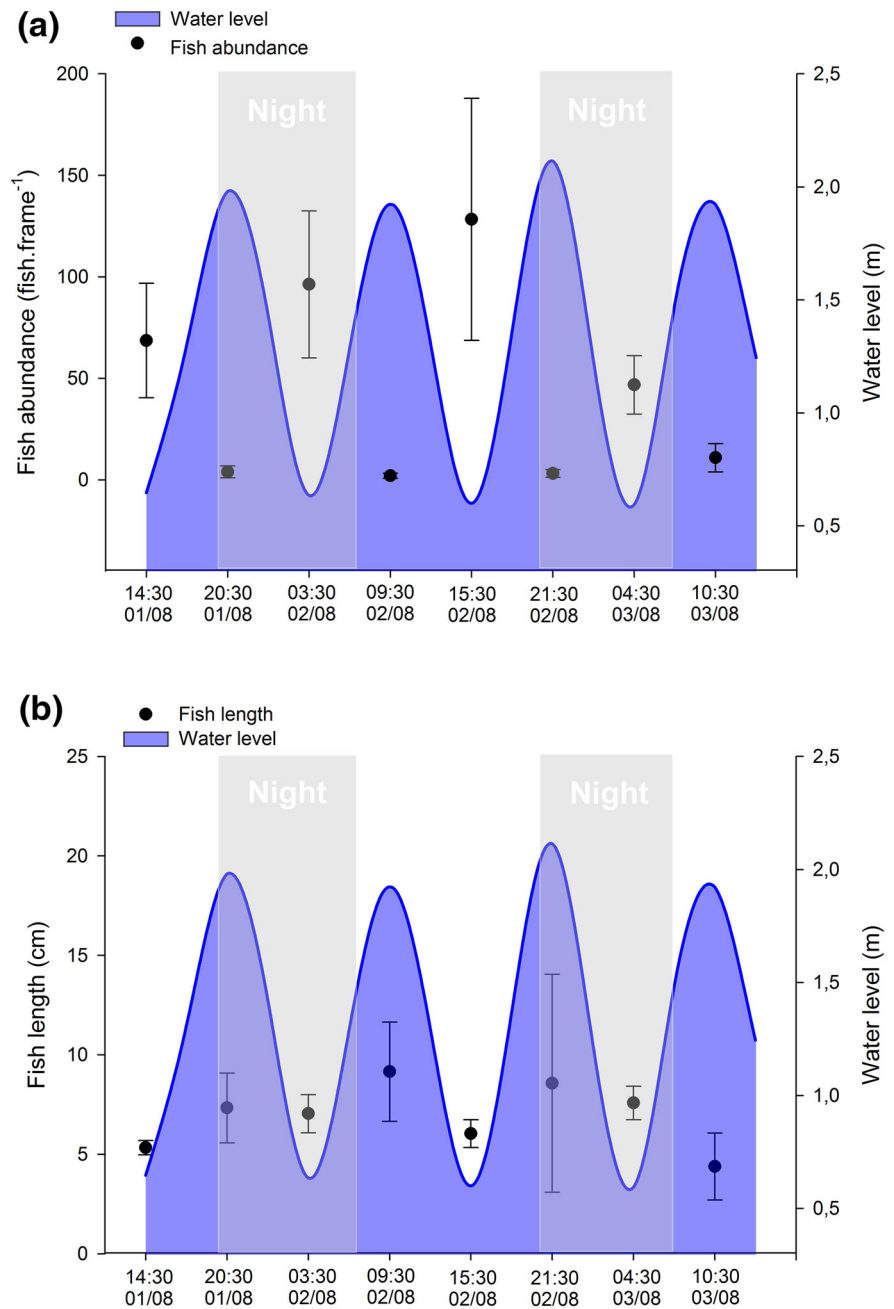 (a)
Water level
Fish abundance
Night
Night
200
150
100
50
0
Fish abundance (fish.frame⁻¹)
2,5
2,0
1,5
1,0
0,5
Water level (m)
14:30 20:30 03:30 09:30 15:30 21:30 04:30 10:30
01/08 01/08 02/08 02/08 02/08 02/08 03/08 03/08
(b)
Fish length
Water level
Night
Night
25
20
15
10
5
0
Fish length (cm)
2,5
2,0
1,5
1,0
0,5
Water level (m)
14:30 20:30 03:30 09:30 15:30 21:30 04:30 10:30
01/08 01/08 02/08 02/08 02/08 02/08 03/08 03/08